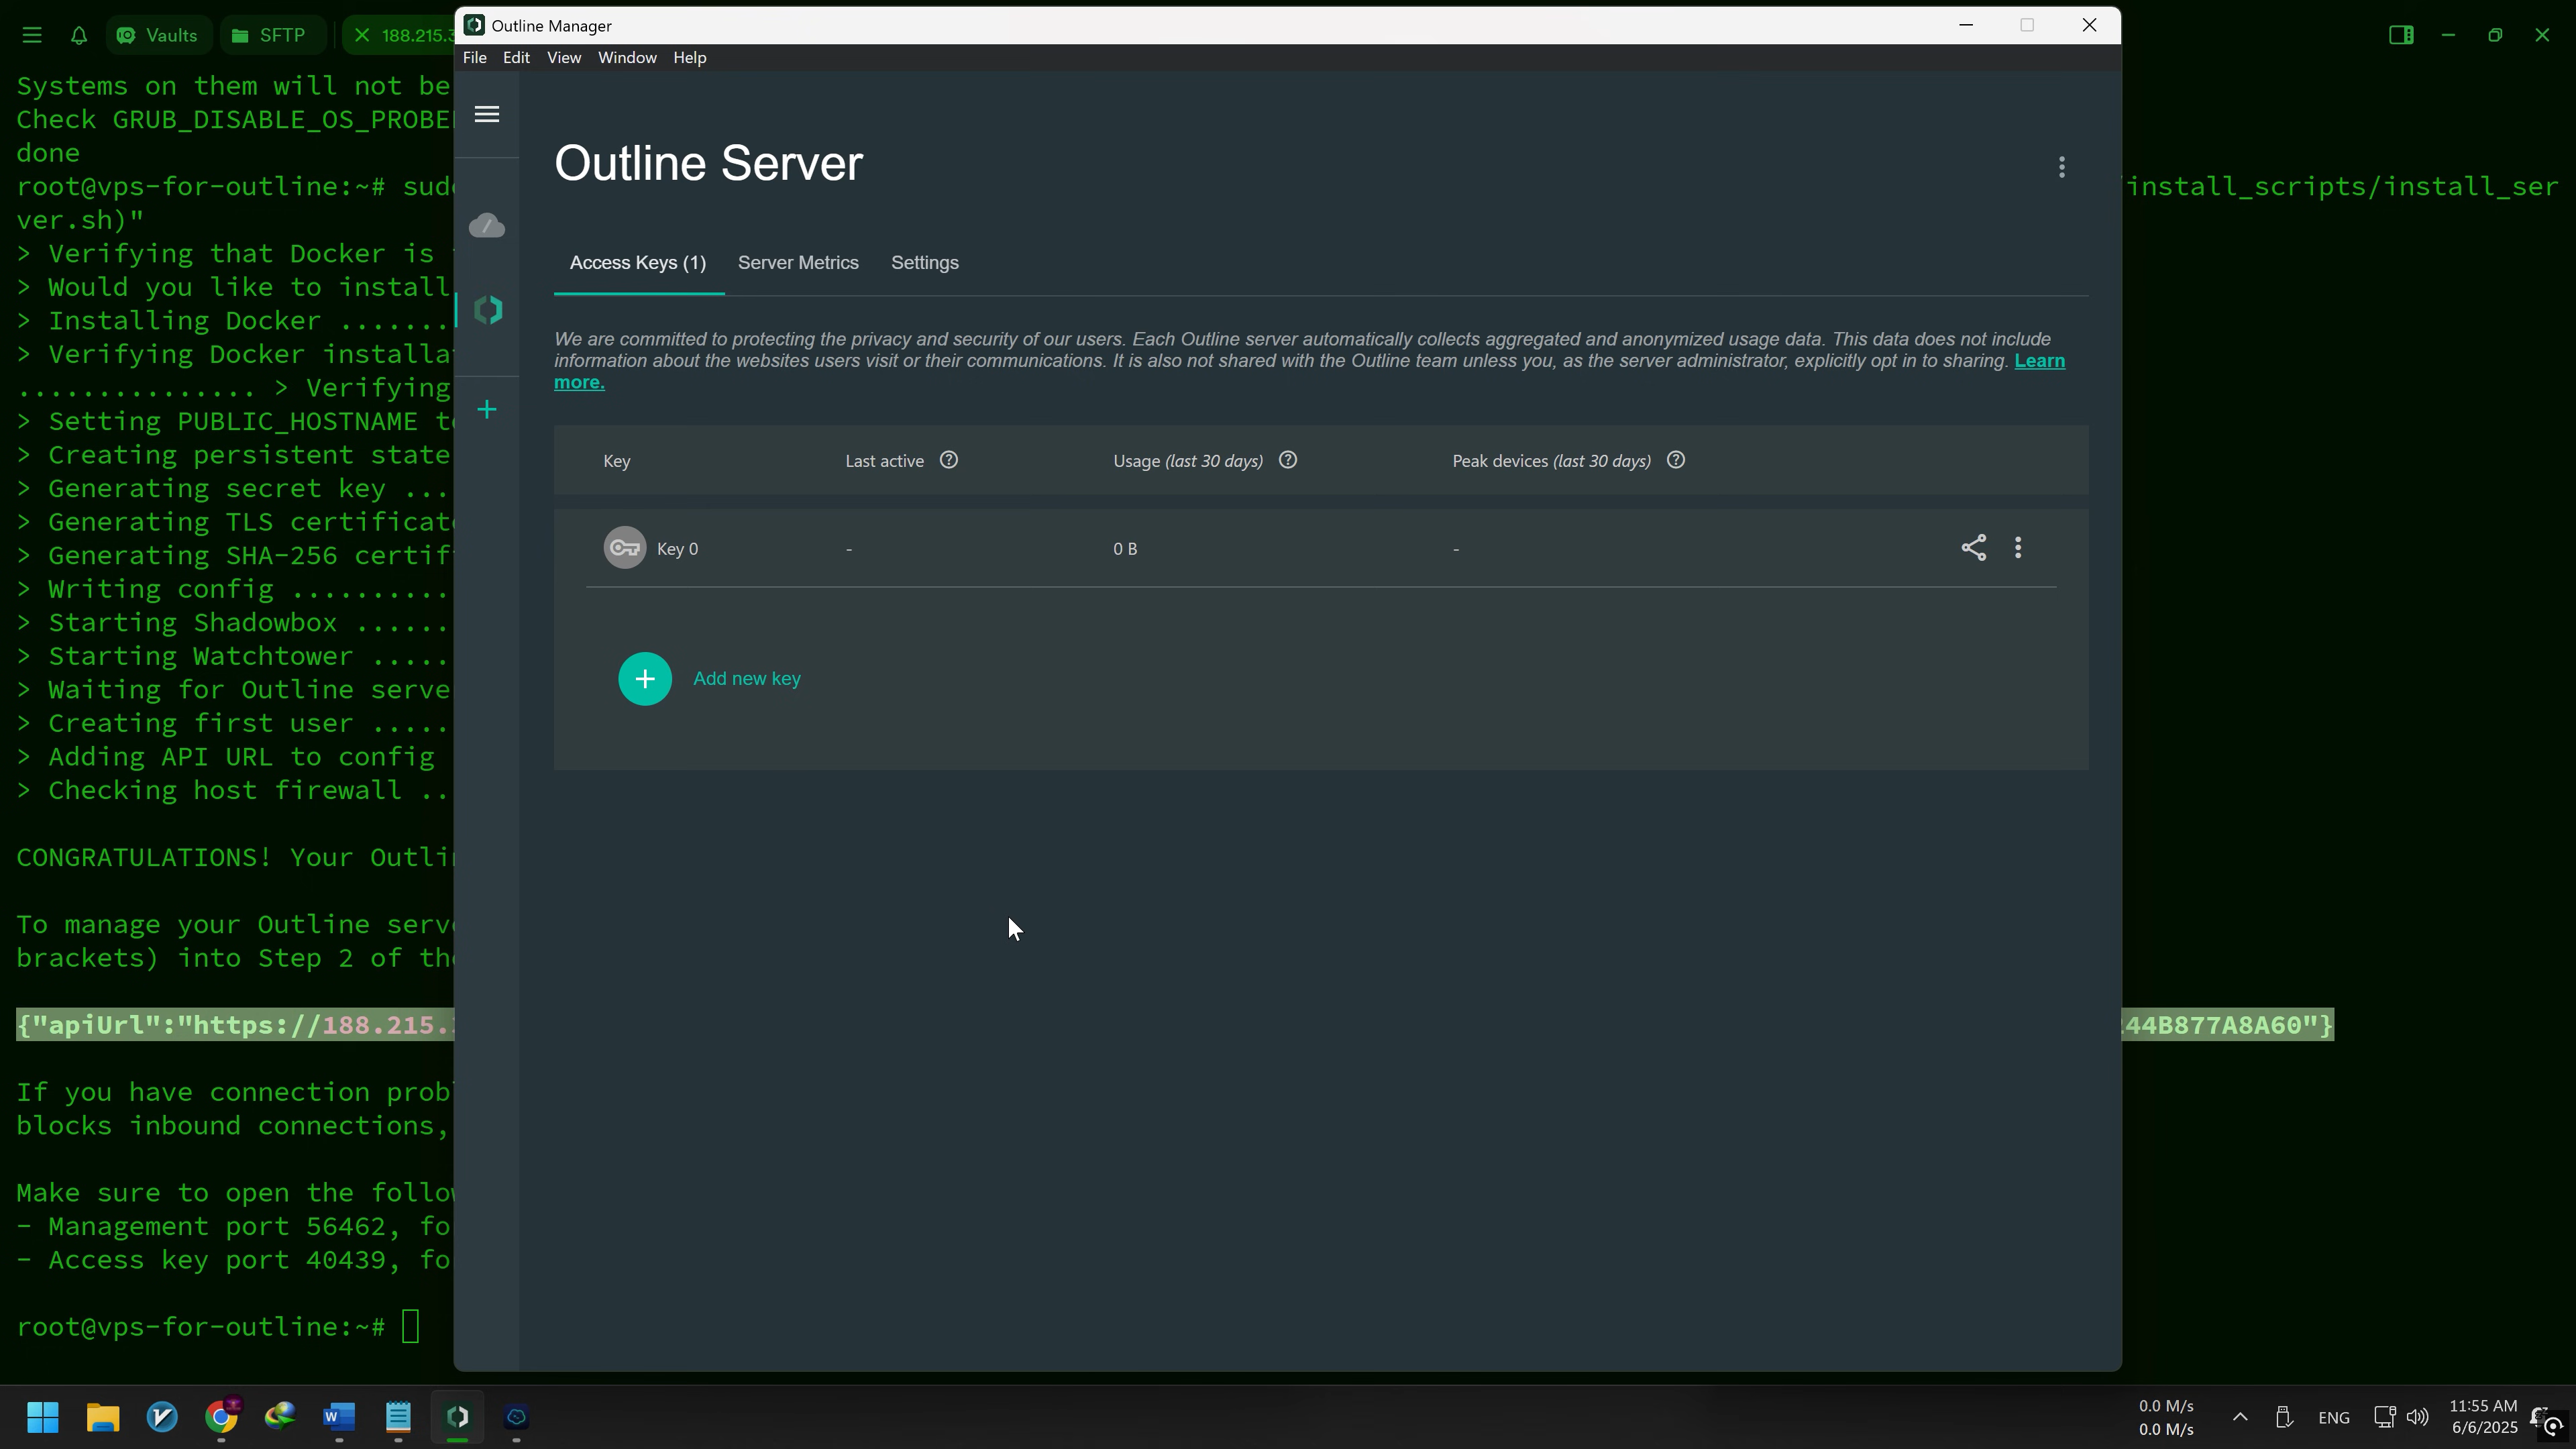 Vaults
SFTP
188.215.3
Systems on them will not be
Check GRUB_DISABLE_OS_PROBE
done
root@vps-for-outline:~# sud
install_scripts/install_ser
ver.sh)"
> Verifying that Docker is
> Would you like to install
> Installing Docker .......
> Verifying Docker installa
............... > Verifying
> Setting PUBLIC_HOSTNAME t
> Creating persistent state
> Generating secret key ...
> Generating TLS certificat
> Generating SHA-256 certif
> Writing config ..........
> Starting Shadowbox ......
> Starting Watchtower .....
> Waiting for Outline serve
> Creating first user .....
> Adding API URL to config
> Checking host firewall ..
CONGRATULATIONS! Your Outli
To manage your Outline serv
brackets) into Step 2 of th
{"apiUrl":"https://188.215.
44B877A8A60"}
If you have connection prob
blocks inbound connections,
Make sure to open the follo
- Management port 56462, fo
- Access key port 40439, fo
root@vps-for-outline:~#
Outline Manager
File Edit View Window Help
Outline Server
Access Keys (1) Server Metrics Settings
We are committed to protecting the privacy and security of our users. Each Outline server automatically collects aggregated and anonymized usage data. This data does not include
information about the websites users visit or their communications. It is also not shared with the Outline team unless you, as the server administrator, explicitly opt in to sharing. Learn
more.
Key Last active Usage (last 30 days) Peak devices (last 30 days)
Key 0 - 0 B -
Add new key
0.0 M/s
0.0 M/s
ENG
11:55 AM
6/6/2025